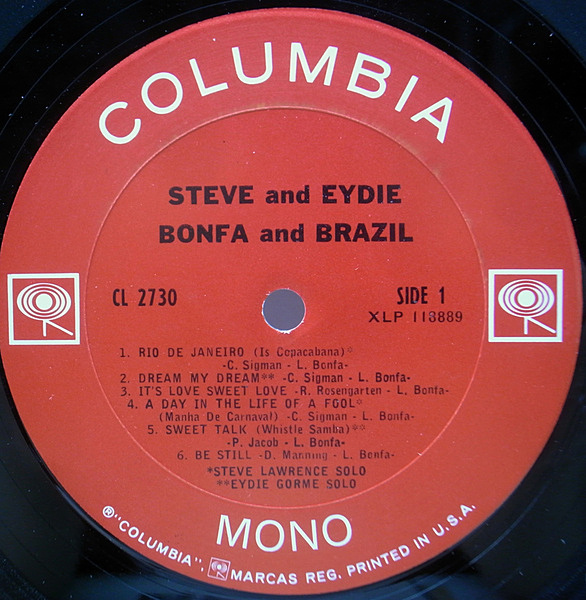 COLUMBIA
STEVE and EYDIE
BONFA and BRAZIL
CL 2730
SIDE 1
XLP 113889
1. RIO DE JANEIRO (Is Copacabana)*
-C. Sigman - L. Bonfa-
2. DREAM MY DREAM** -C. Sigman - L. Bonfa-
3. IT'S LOVE SWEET LOVE -R. Rosengarten - L. Bonfa-
4. A DAY IN THE LIFE OF A FOOL*
(Manha De Carnaval) -C. Sigman - L. Bonfa-
5. SWEET TALK (Whistle Samba)**
-P. Jacob - L. Bonfa-
6. BE STILL -D. Manning - L. Bonfa-
*STEVE LAWRENCE SOLO
**EYDIE GORME SOLO
MONO
®"COLUMBIA", MARCAS REG. PRINTED IN U.S.A.